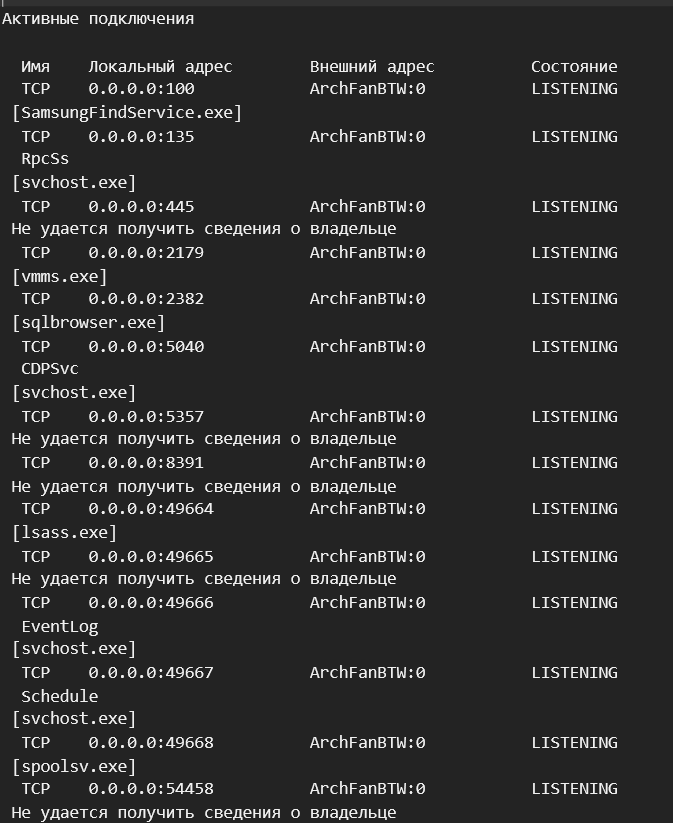 Активные подключения
Имя Локальный адрес Внешний адрес Состояние
TCP 0.0.0.0:100 ArchFanBTW:0 LISTENING
[SamsungFindService.exe]
TCP 0.0.0.0:135 ArchFanBTW:0 LISTENING
RpcSs
[svchost.exe]
TCP 0.0.0.0:445 ArchFanBTW:0 LISTENING
Не удается получить сведения о владельце
TCP 0.0.0.0:2179 ArchFanBTW:0 LISTENING
[vmms.exe]
TCP 0.0.0.0:2382 ArchFanBTW:0 LISTENING
[sqlbrowser.exe]
TCP 0.0.0.0:5040 ArchFanBTW:0 LISTENING
CDPSvc
[svchost.exe]
TCP 0.0.0.0:5357 ArchFanBTW:0 LISTENING
Не удается получить сведения о владельце
TCP 0.0.0.0:8391 ArchFanBTW:0 LISTENING
Не удается получить сведения о владельце
TCP 0.0.0.0:49664 ArchFanBTW:0 LISTENING
[lsass.exe]
TCP 0.0.0.0:49665 ArchFanBTW:0 LISTENING
Не удается получить сведения о владельце
TCP 0.0.0.0:49666 ArchFanBTW:0 LISTENING
EventLog
[svchost.exe]
TCP 0.0.0.0:49667 ArchFanBTW:0 LISTENING
Schedule
[svchost.exe]
TCP 0.0.0.0:49668 ArchFanBTW:0 LISTENING
[spoolsv.exe]
TCP 0.0.0.0:54458 ArchFanBTW:0 LISTENING
Не удается получить сведения о владельце